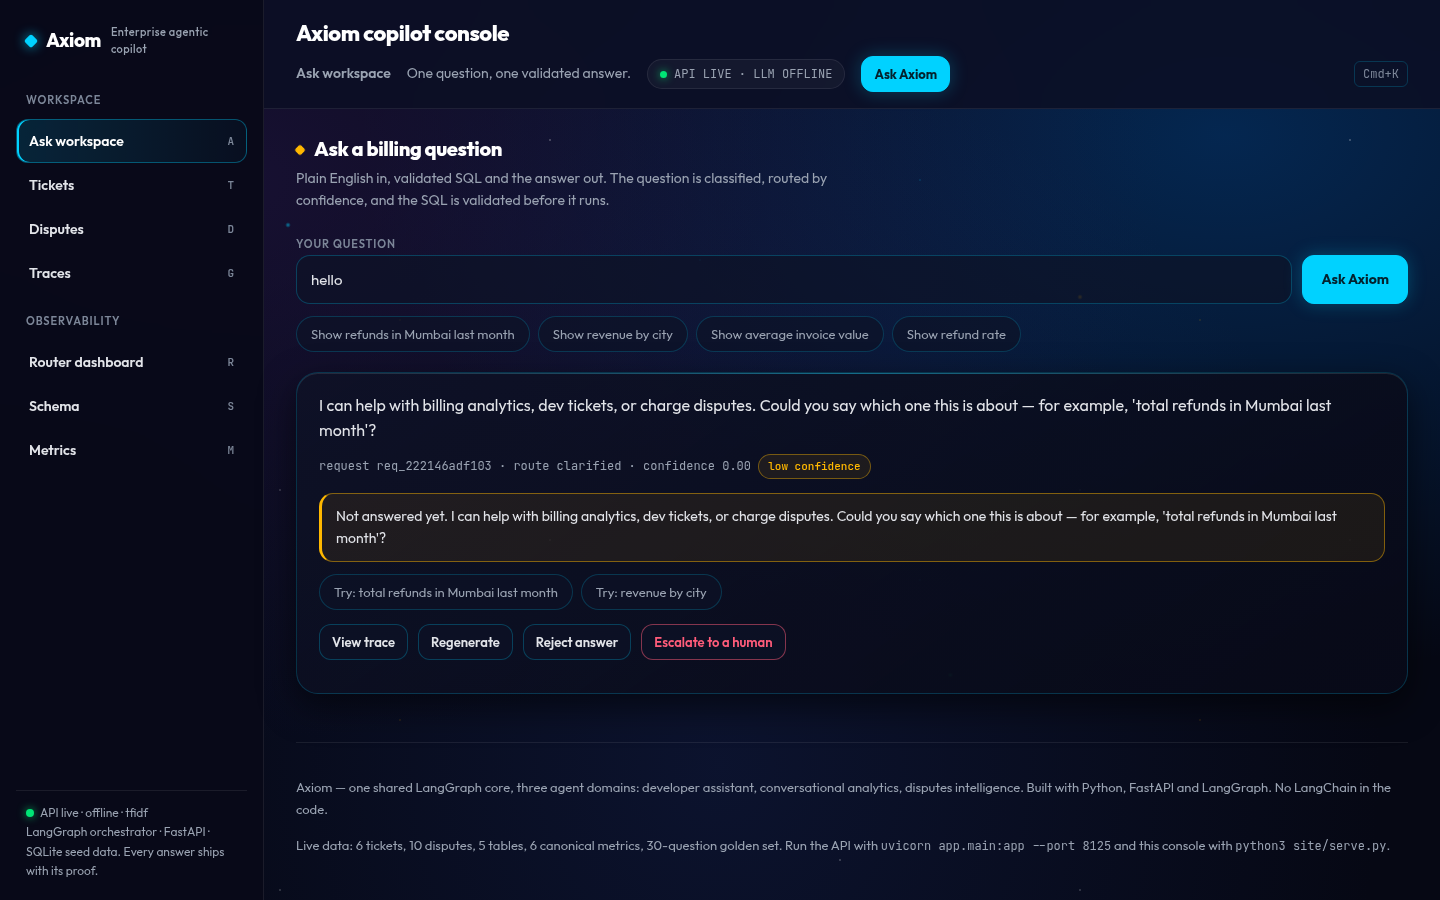 Axiom
Enterprise agentic
copilot
WORKSPACE
Ask workspace A
Tickets T
Disputes D
Traces G
OBSERVABILITY
Router dashboard R
Schema S
Metrics M
API live · offline · tfidf
LangGraph orchestrator · FastAPI ·
SQLite seed data. Every answer ships
with its proof.
Axiom copilot console
Ask workspace One question, one validated answer. API LIVE · LLM OFFLINE Ask Axiom Cmd+K
Ask a billing question
Plain English in, validated SQL and the answer out. The question is classified, routed by
confidence, and the SQL is validated before it runs.
YOUR QUESTION
hello Ask Axiom
Show refunds in Mumbai last month Show revenue by city Show average invoice value Show refund rate
I can help with billing analytics, dev tickets, or charge disputes. Could you say which one this is about — for example, 'total refunds in Mumbai last
month'?
request req_222146adf103 · route clarified · confidence 0.00 low confidence
Not answered yet. I can help with billing analytics, dev tickets, or charge disputes. Could you say which one this is about — for example, 'total refunds in Mumbai last
month'?
Try: total refunds in Mumbai last month Try: revenue by city
View trace Regenerate Reject answer Escalate to a human
Axiom — one shared LangGraph core, three agent domains: developer assistant, conversational analytics, disputes intelligence. Built with Python, FastAPI and LangGraph. No LangChain in the
code.
Live data: 6 tickets, 10 disputes, 5 tables, 6 canonical metrics, 30-question golden set. Run the API with uvicorn app.main:app --port 8125 and this console with python3 site/serve.py.